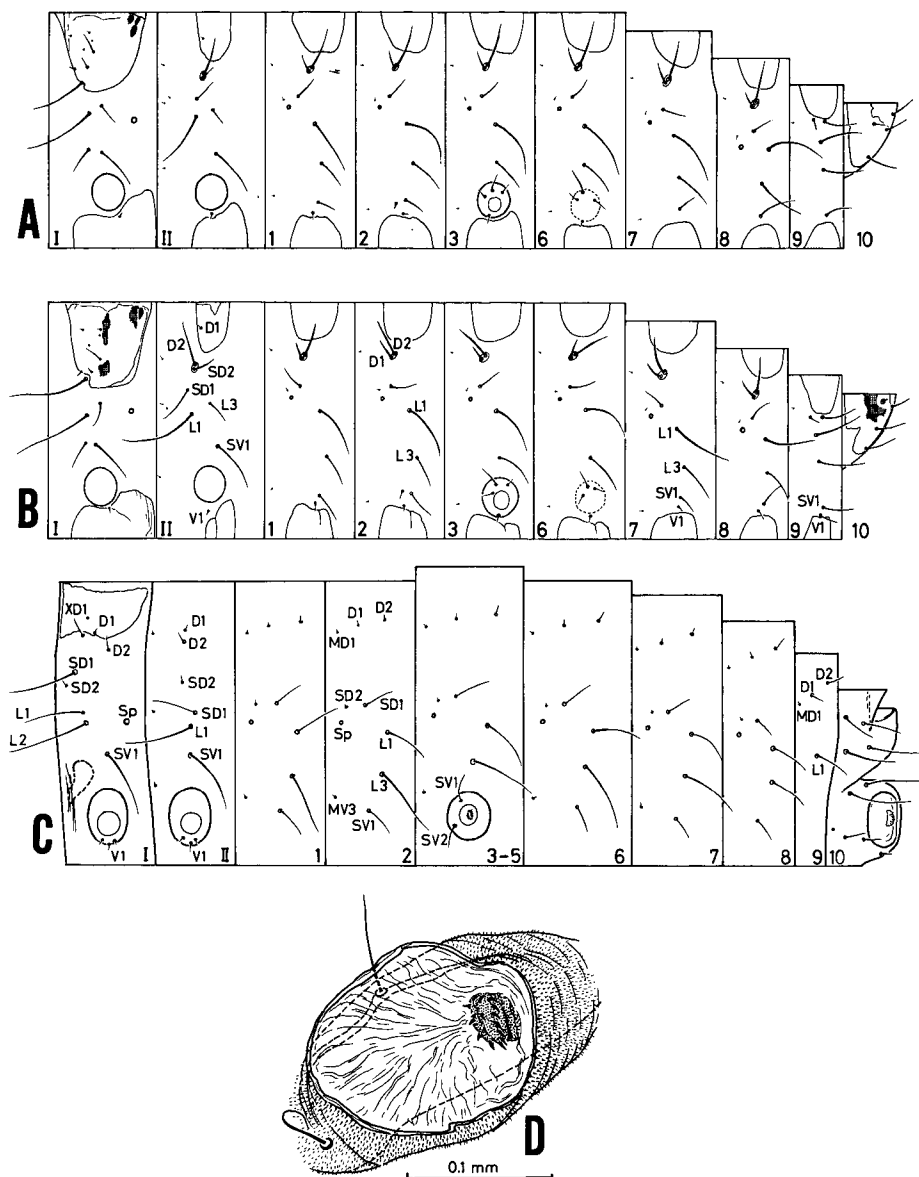 A
I
II
1
2
3
6
7
8
9
10
B
D1
D2
SD2
D2
D1
SD1
L3
L1
L1
L1
SV1
L3
L3
SV1
V1
V1
SV1
V1
I
II
1
2
3
6
7
8
9
10
C
XD1
D1
D2
D1
D2
D1
D2
MD1
SD1
SD2
SD2
SD2
SD1
D2
D1
MD1
L1
Sp
SD1
Sp
L2
L1
L1
L1
SV1
SV1
L3
SV1
MV3
SV1
SV2
V1
V1
I
II
1
2
3-5
6
7
8
9
10
D
0.1 mm